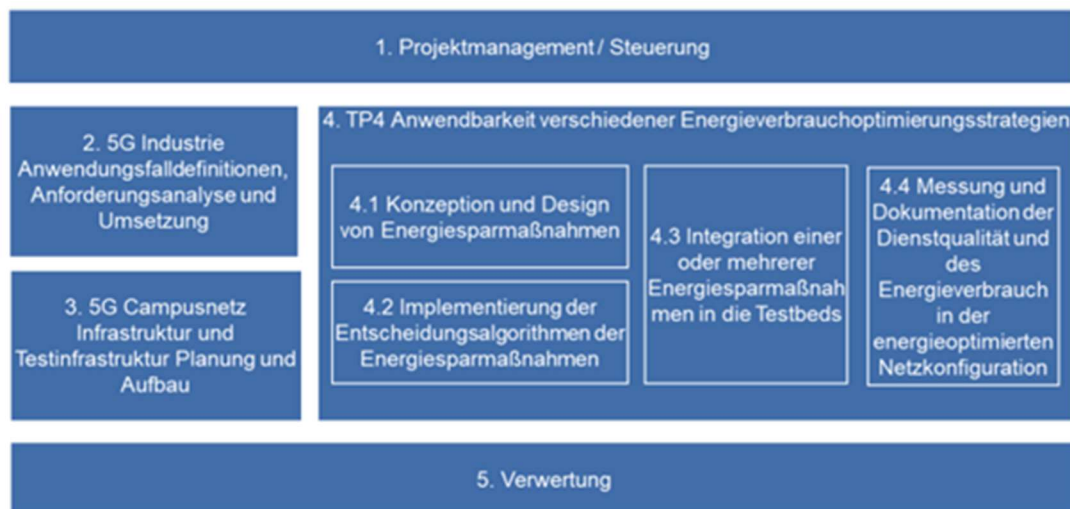 1. Projektmanagement / Steuerung
2. 5G Industrie
Anwendungsfalldefinitionen,
Anforderungsanalyse und
Umsetzung
3. 5G Campusnetz
Infrastruktur und
Testinfrastruktur Planung und
Aufbau
4. TP4 Anwendbarkeit verschiedener Energieverbrauchoptimierungsstrategien
4.1 Konzeption und Design
von Energiesparmaßnahmen
4.2 Implementierung der
Entscheidungsalgorithmen der
Energiesparmaßnahmen
4.3 Integration einer
oder mehrerer
Energiesparmaßnah
men in die Testbeds
4.4 Messung und
Dokumentation der
Dienstqualität und
des
Energieverbrauch
in der
energieoptimierten
Netzkonfiguration
5. Verwertung